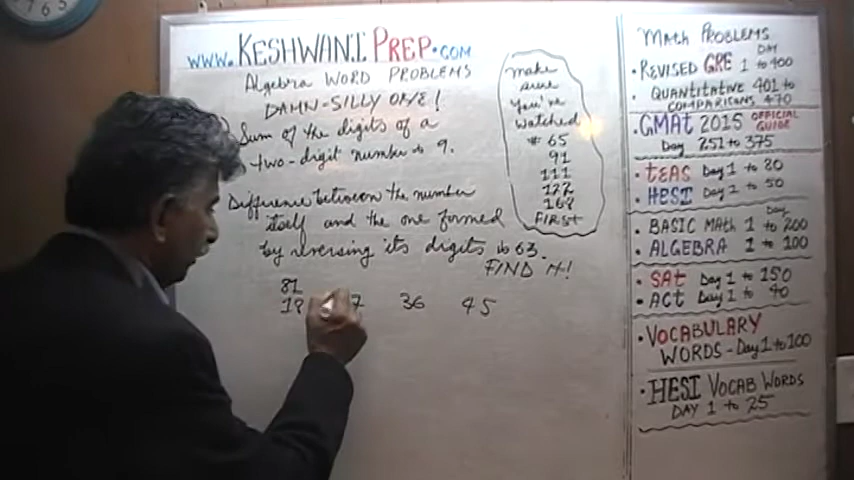 7 6 5
www.KESHWANI PREP.COM
Algebra WORD PROBLEMS
DAMN-SILLY ONE!
Sum of the digits of a
two-digit number is 9.
Difference between the number
itself and the one formed
by reversing its digits is 63.
FIND it!
81
18 7 36 45
make
sure
you've
watched
# 65
91
111
122
168
FIRST
MATH PROBLEMS
DAY
• REVISED GRE 1 to 400
• QUANTITATIVE 401 to
COMPARISONS 470
• GMAT 2015 OFFICIAL GUIDE
Day 251 to 375
• TEAS Day 1 to 80
• HESI Day 1 to 50
DAY
• BASIC MATH 1 to 200
• ALGEBRA 1 to 100
• SAT Day 1 to 150
• ACT Day 1 to 40
• VOCABULARY
WORDS - Day 1 to 100
• HESI VOCAB WORDS
DAY 1 to 25